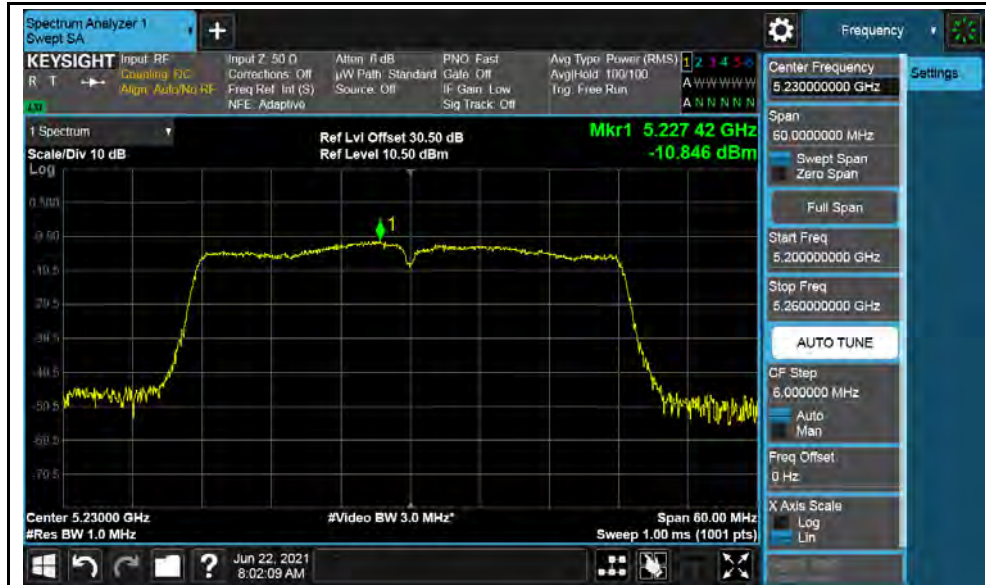 Spectrum Analyzer 1
Swept SA
+
Frequency
KEYSIGHT
R T
LXI
Input: RF
Coupling: DC
Align: Auto/No RF
Input Z: 50 Ω
Corrections: Off
Freq Ref: Int (S)
NFE: Adaptive
Atten: 6 dB
µW Path: Standard
Source: Off
PNO: Fast
Gate: Off
IF Gain: Low
Sig Track: Off
Avg Type: Power (RMS)
Avg|Hold: 100/100
Trig: Free Run
1 2 3 4 5 6
A W W W W W
A N N N N N
Center Frequency
5.230000000 GHz
Settings
Span
60.0000000 MHz
Swept Span
Zero Span
Full Span
Start Freq
5.200000000 GHz
Stop Freq
5.260000000 GHz
AUTO TUNE
CF Step
6.000000 MHz
Auto
Man
Freq Offset
0 Hz
X Axis Scale
Log
Lin
1 Spectrum
Scale/Div 10 dB
Log
Ref Lvl Offset 30.50 dB
Ref Level 10.50 dBm
Mkr1 5.227 42 GHz
-10.846 dBm
0.500
-9.50
1
-19.5
-29.5
-39.5
-49.5
-59.5
-69.5
-79.5
Center 5.23000 GHz
#Res BW 1.0 MHz
#Video BW 3.0 MHz*
Span 60.00 MHz
Sweep 1.00 ms (1001 pts)
?
Jun 22, 2021
8:02:09 AM